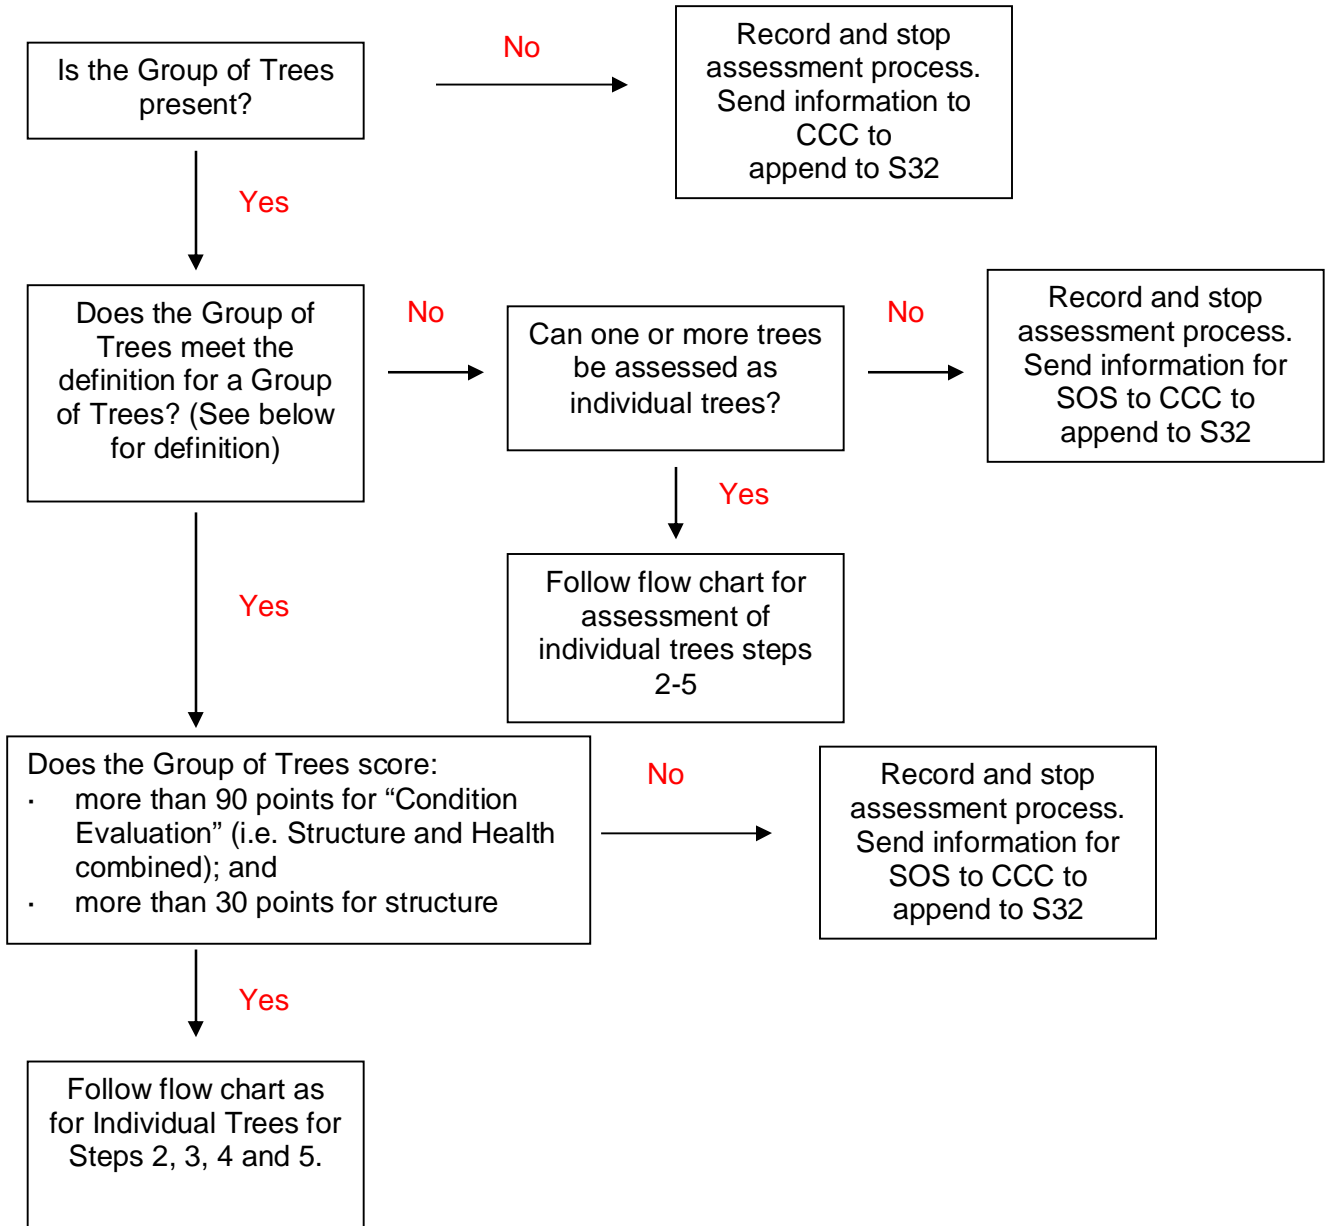 Is the Group of Trees
present?
No
Record and stop
assessment process.
Send information to
CCC to
append to S32
Yes
Does the Group of
Trees meet the
definition for a Group
of Trees? (See below
for definition)
No
Can one or more trees
be assessed as
individual trees?
No
Record and stop
assessment process.
Send information for
SOS to CCC to
append to S32
Yes
Follow flow chart for
assessment of
individual trees steps
2-5
Yes
Does the Group of Trees score:
· more than 90 points for “Condition
Evaluation” (i.e. Structure and Health
combined); and
· more than 30 points for structure
No
Record and stop
assessment process.
Send information for
SOS to CCC to
append to S32
Yes
Follow flow chart as
for Individual Trees for
Steps 2, 3, 4 and 5.